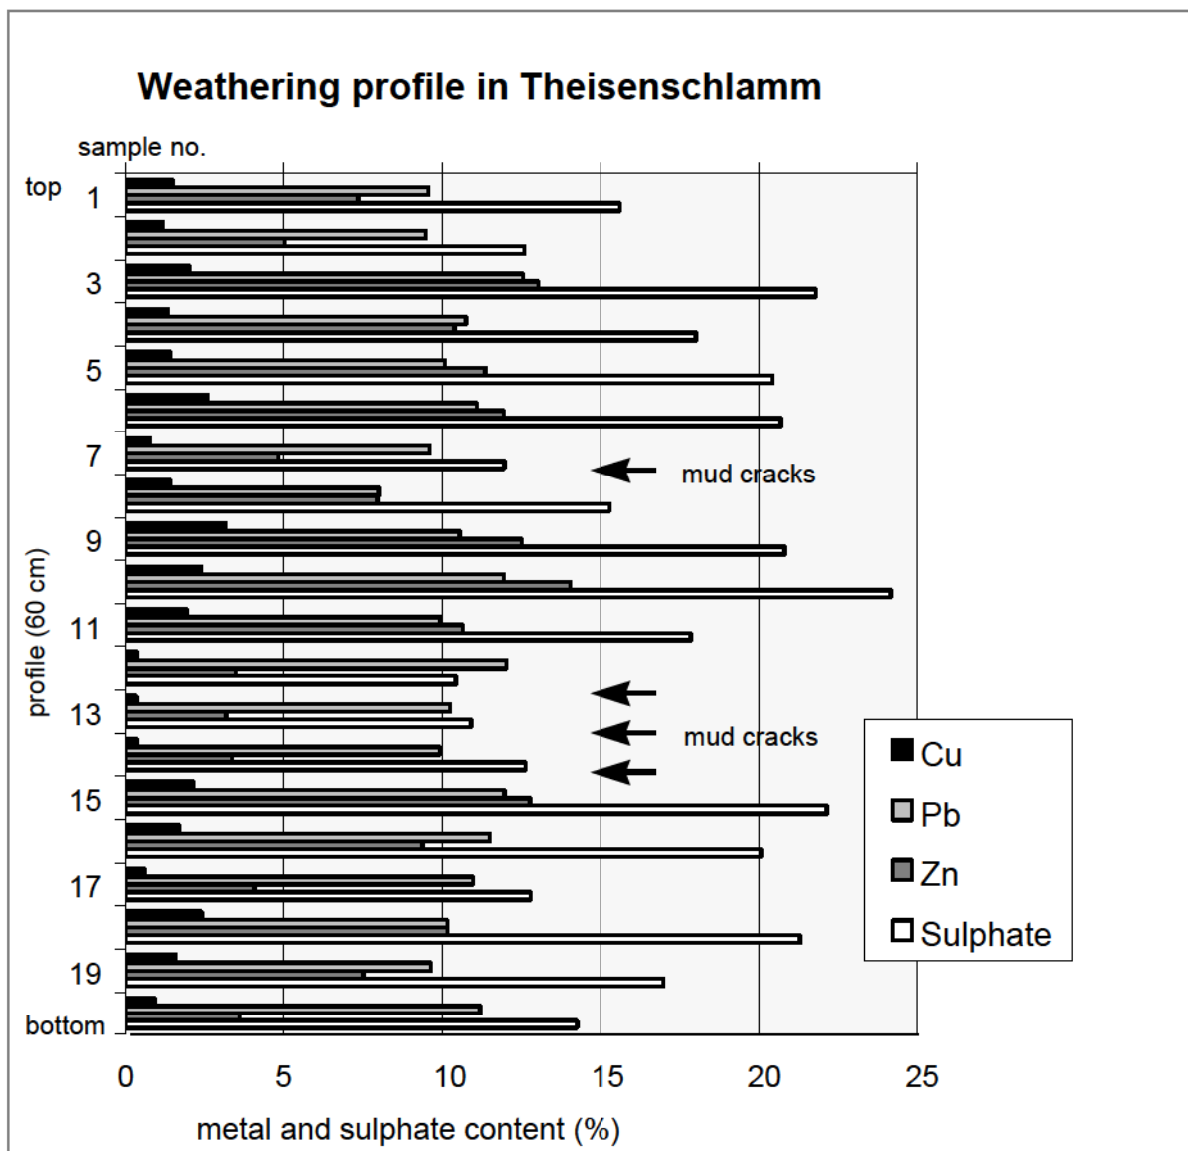 Weathering profile in Theisenschlamm
sample no.
top
1
3
5
7
mud cracks
9
profile (60 cm)
11
13
mud cracks
15
17
19
bottom
Cu
Pb
Zn
Sulphate
0 5 10 15 20 25
metal and sulphate content (%)